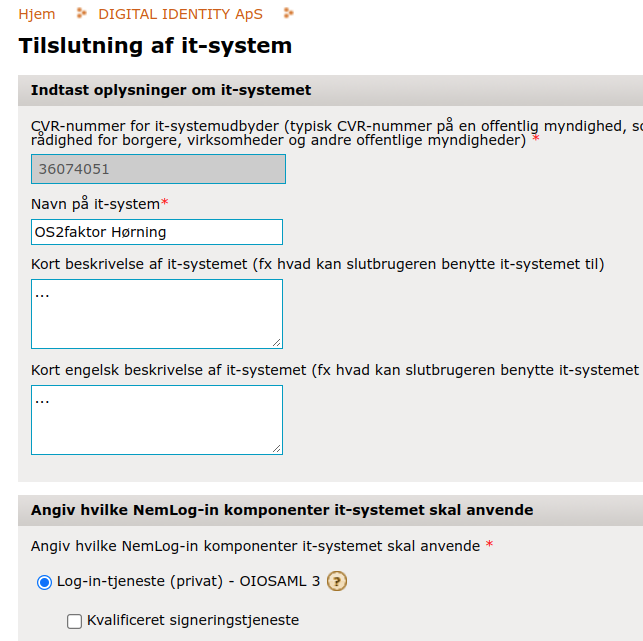 Hjem DIGITAL IDENTITY ApS
Tilslutning af it-system
Indtast oplysninger om it-systemet
CVR-nummer for it-systemudbyder (typisk CVR-nummer på en offentlig myndighed,
rådighed for borgere, virksomheder og andre offentlige myndigheder) *
36074051
Navn på it-system*
OS2faktor Hørning
Kort beskrivelse af it-systemet (fx hvad kan slutbrugeren benytte it-systemet til)
...
Kort engelsk beskrivelse af it-systemet (fx hvad kan slutbrugeren benytte it-systemet
...
Angiv hvilke NemLog-in komponenter it-systemet skal anvende
Angiv hvilke NemLog-in komponenter it-systemet skal anvende *
Log-in-tjeneste (privat) - OIOSAML 3 ?
Kvalificeret signeringstjeneste